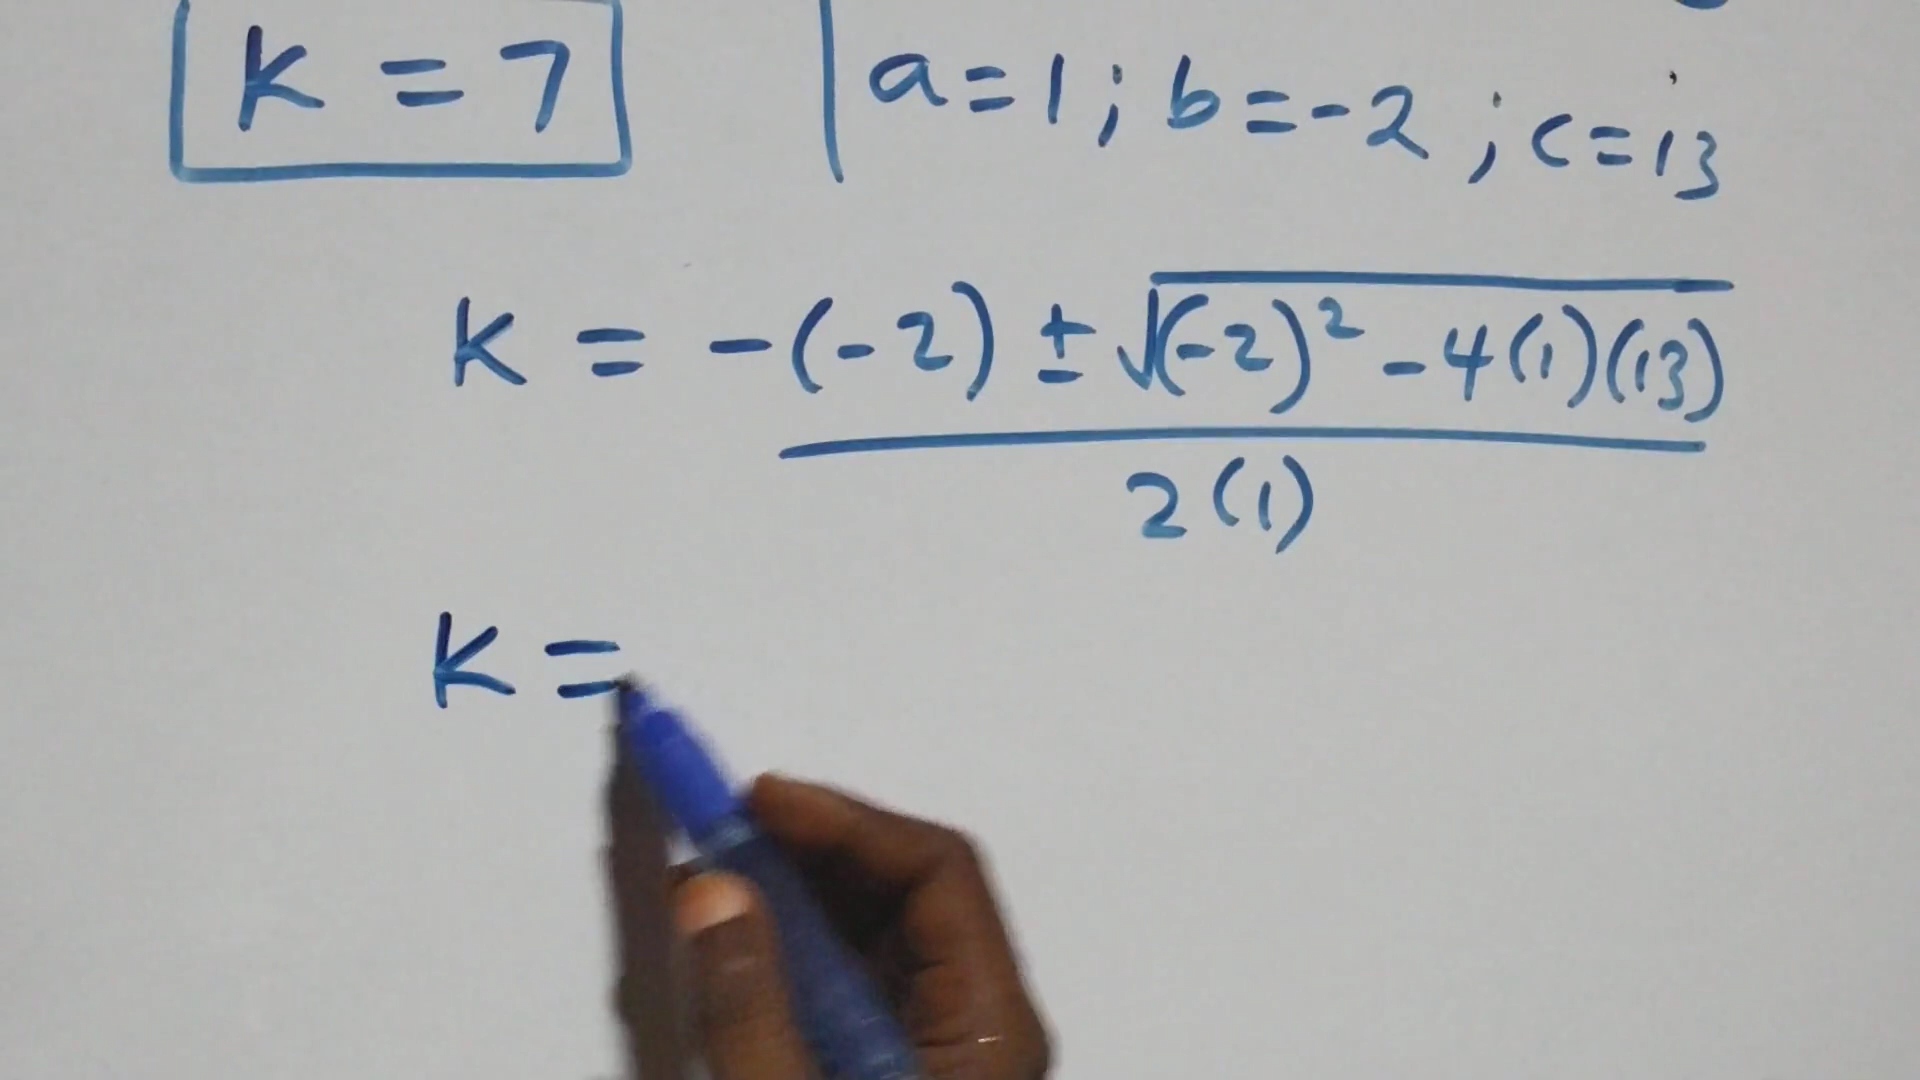 K = 7
a=1; b=-2; c=13
K = -(-2) ± √(-2)² - 4(1)(13)
2(1)
K =